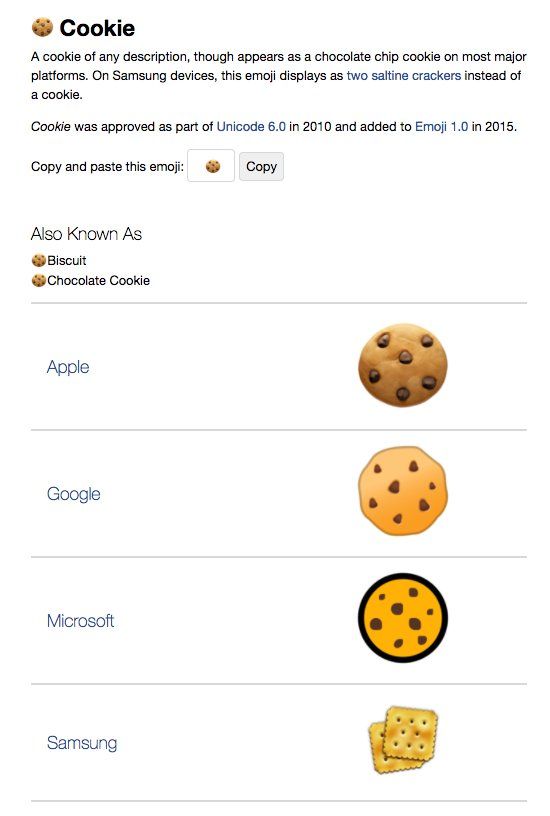 Cookie
A cookie of any description, though appears as a chocolate chip cookie on most major
platforms. On Samsung devices, this emoji displays as two saltine crackers instead of
a cookie.
Cookie was approved as part of Unicode 6.0 in 2010 and added to Emoji 1.0 in 2015.
Copy and paste this emoji: 🍪 Copy
Also Known As
🍪Biscuit
🍪Chocolate Cookie
Apple
Google
Microsoft
Samsung